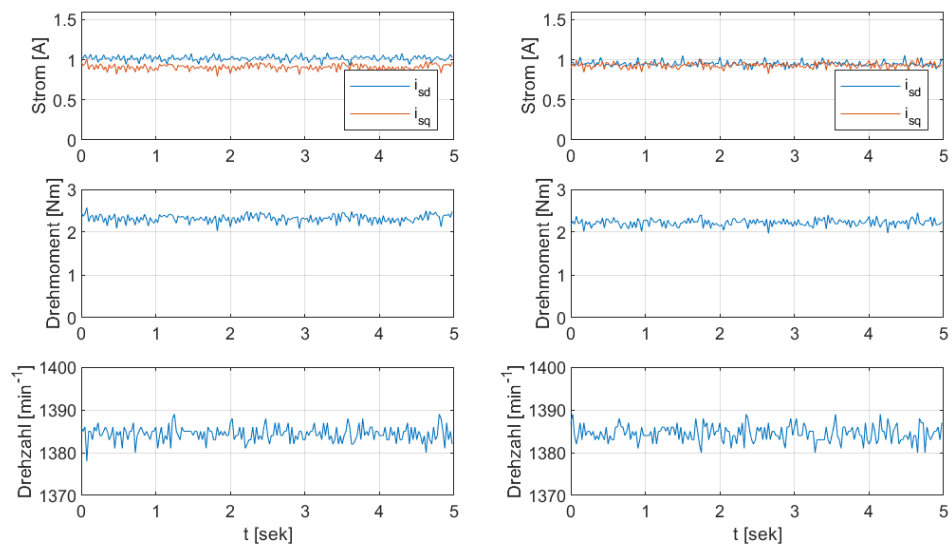 Strom [A]
1.5
1
0.5
0
i_sd
i_sq
0 1 2 3 4 5
Strom [A]
1.5
1
0.5
0
i_sd
i_sq
0 1 2 3 4 5
Drehmoment [Nm]
3
2
1
0
0 1 2 3 4 5
Drehmoment [Nm]
3
2
1
0
0 1 2 3 4 5
Drehzahl [min⁻¹]
1400
1390
1380
1370
0 1 2 3 4 5
t [sek]
Drehzahl [min⁻¹]
1400
1390
1380
1370
0 1 2 3 4 5
t [sek]